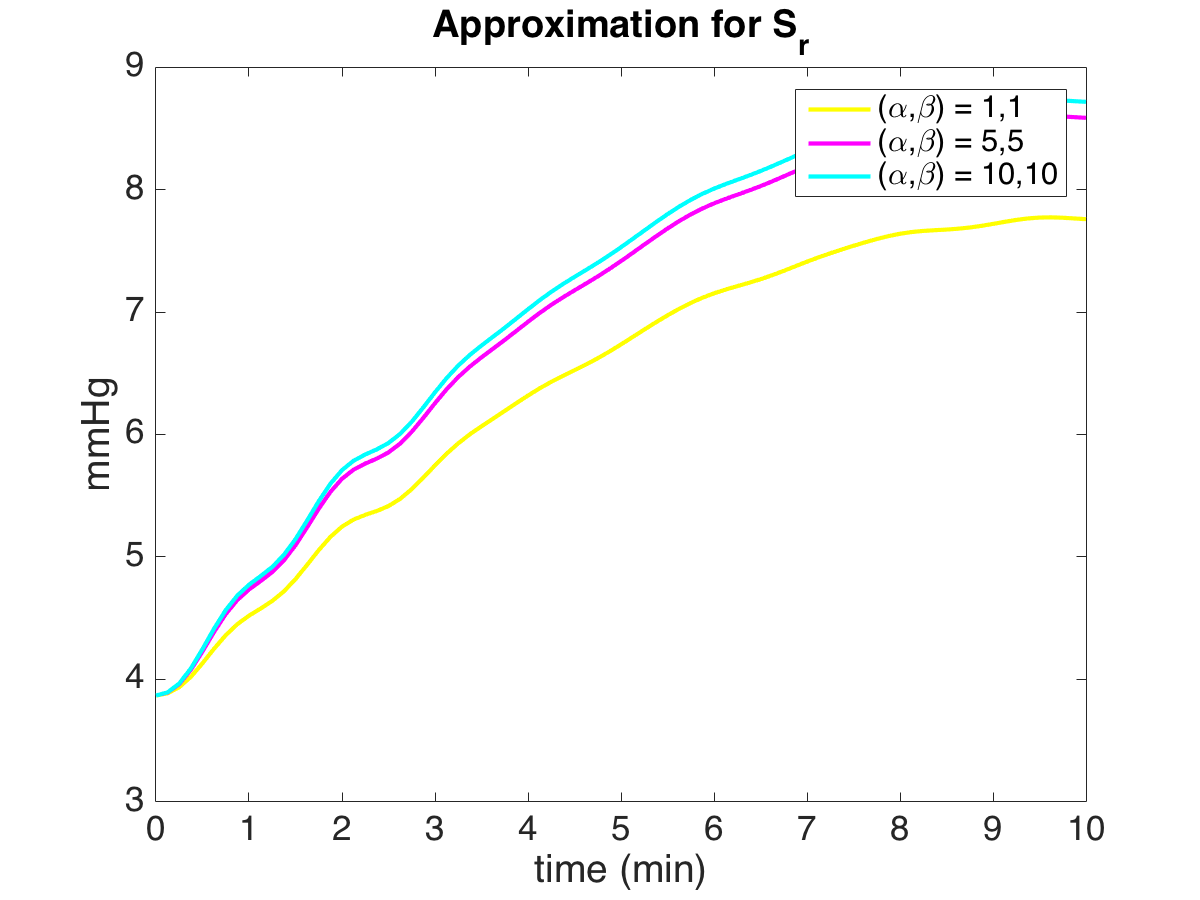 Approximation for S_r
9
8
7
6
5
4
3
mmHg
(α,β) = 1,1
(α,β) = 5,5
(α,β) = 10,10
0 1 2 3 4 5 6 7 8 9 10
time (min)